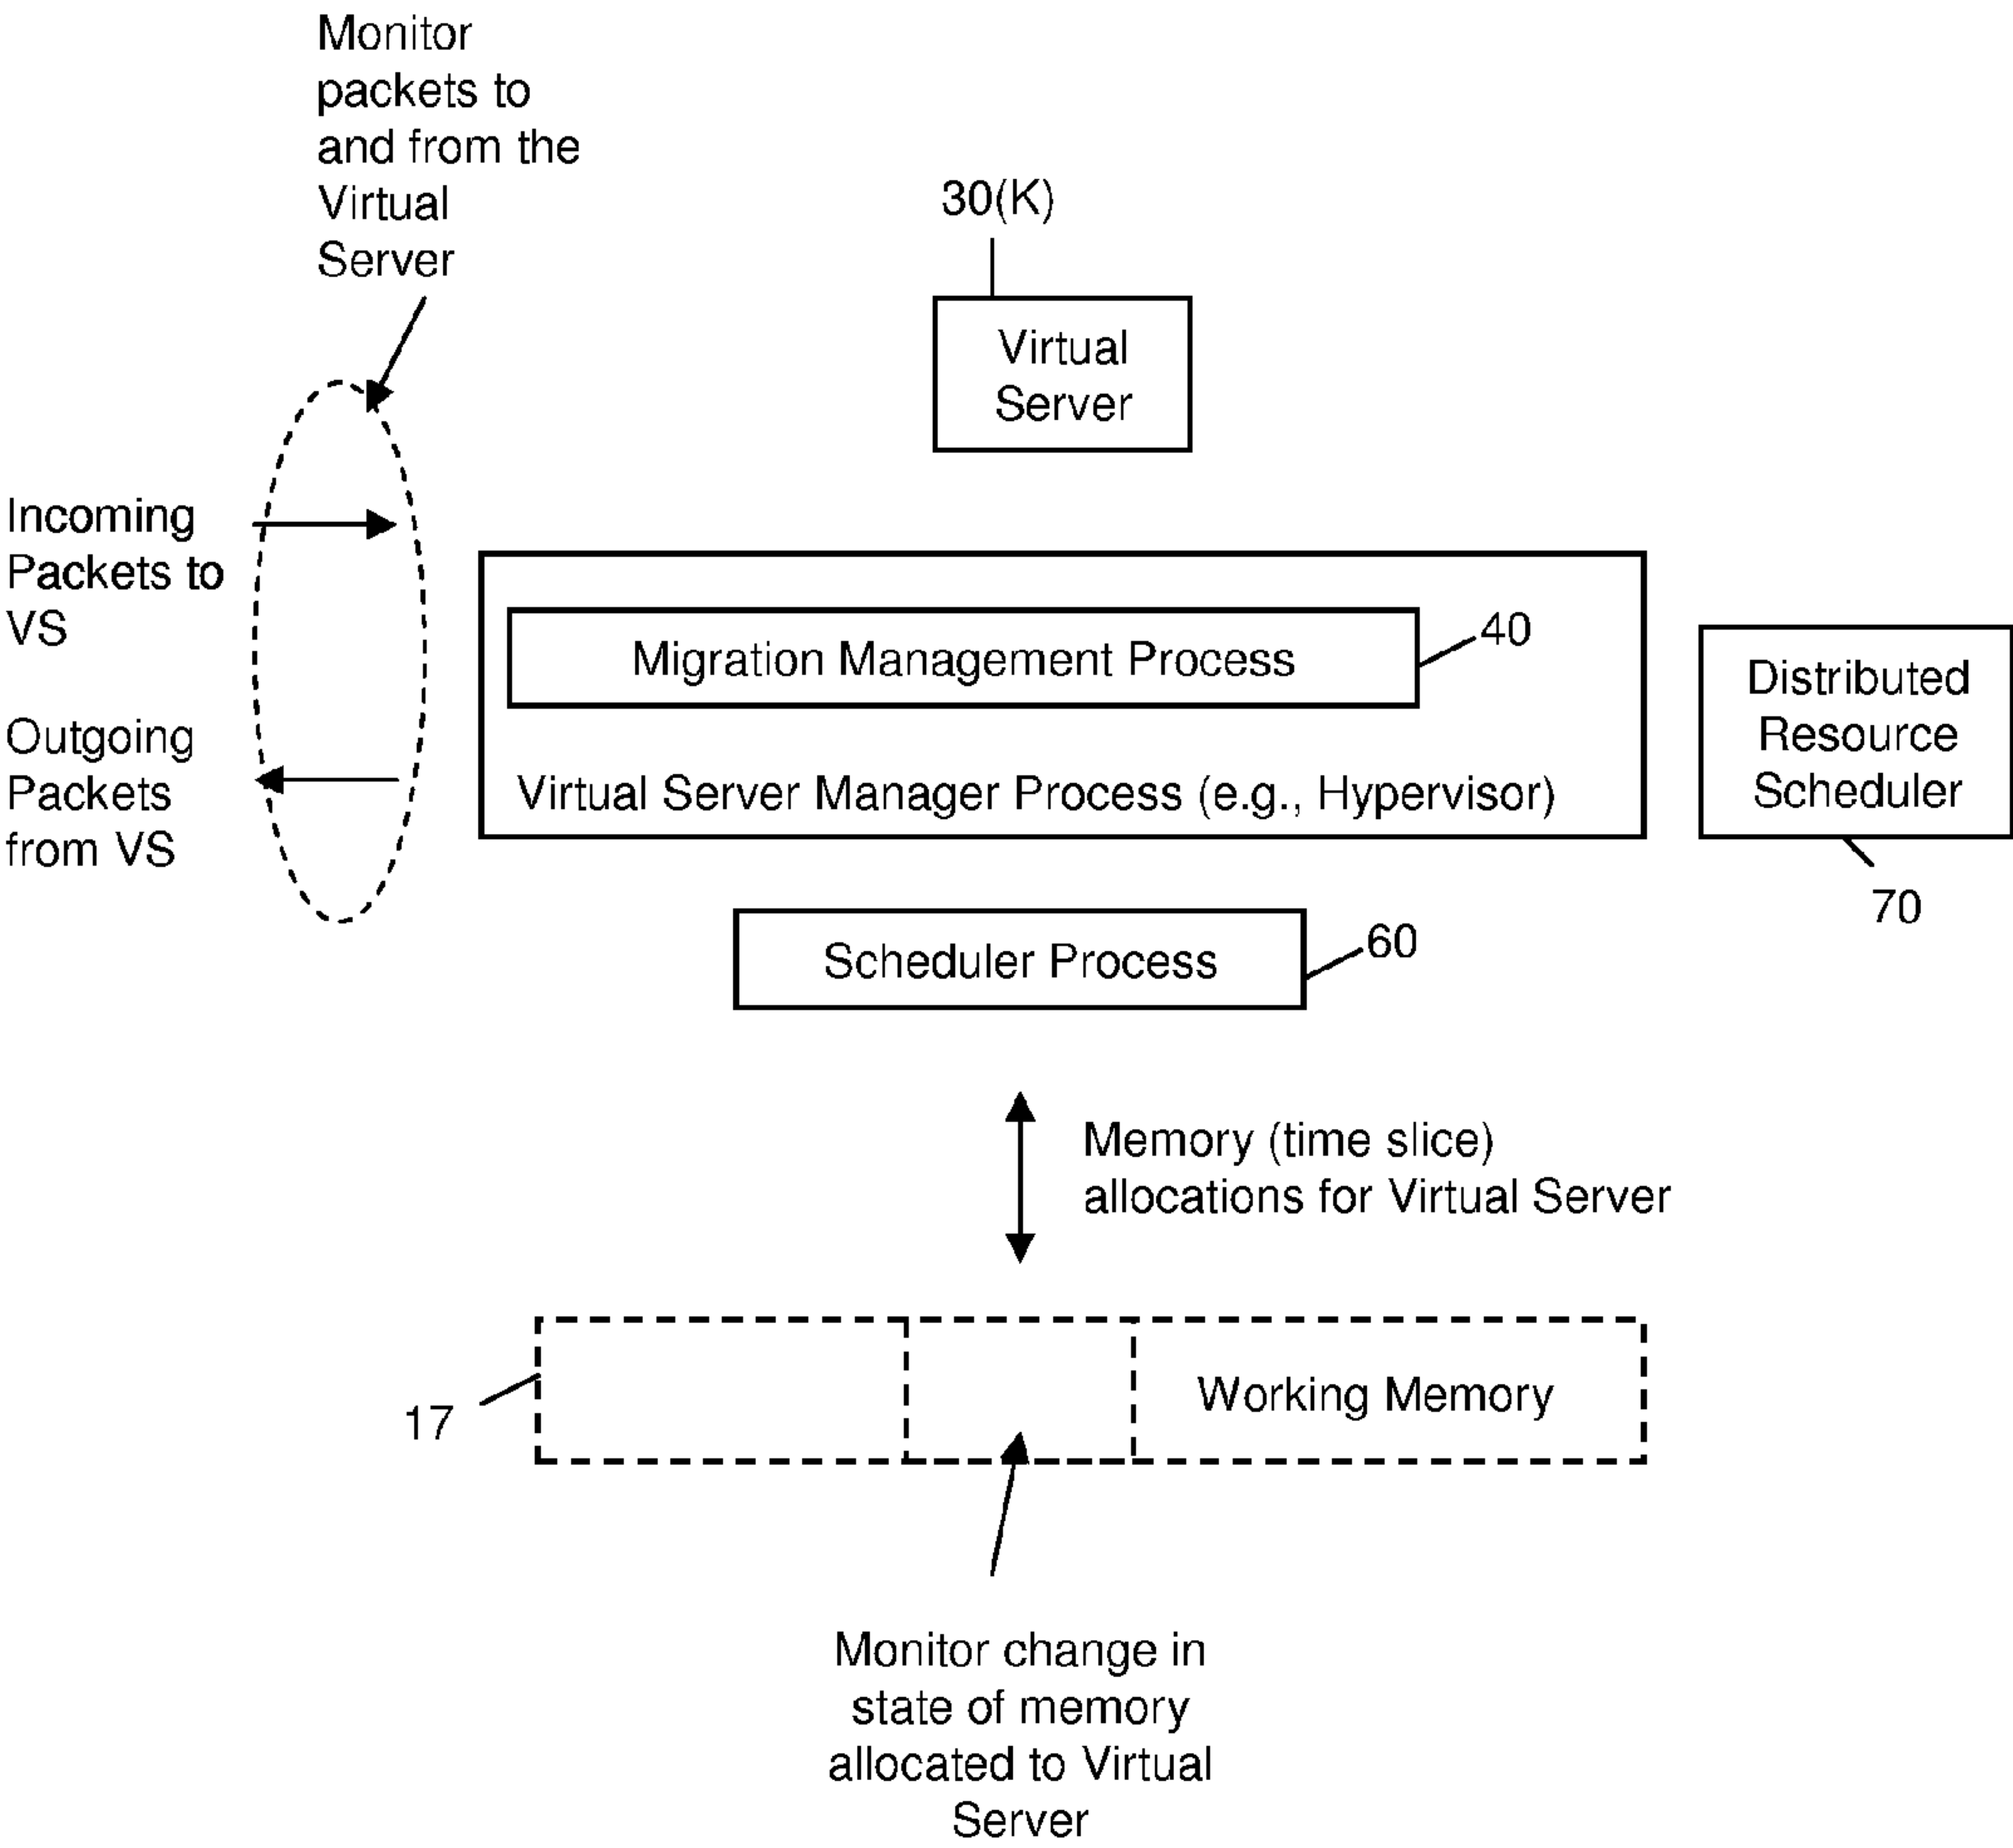 Monitor
packets to
and from the
Virtual
Server
30(K)
Virtual
Server
Incoming
Packets to
VS
Outgoing
Packets
from VS
Migration Management Process
40
Virtual Server Manager Process (e.g., Hypervisor)
Distributed
Resource
Scheduler
70
Scheduler Process
60
Memory (time slice)
allocations for Virtual Server
17
Working Memory
Monitor change in
state of memory
allocated to Virtual
Server